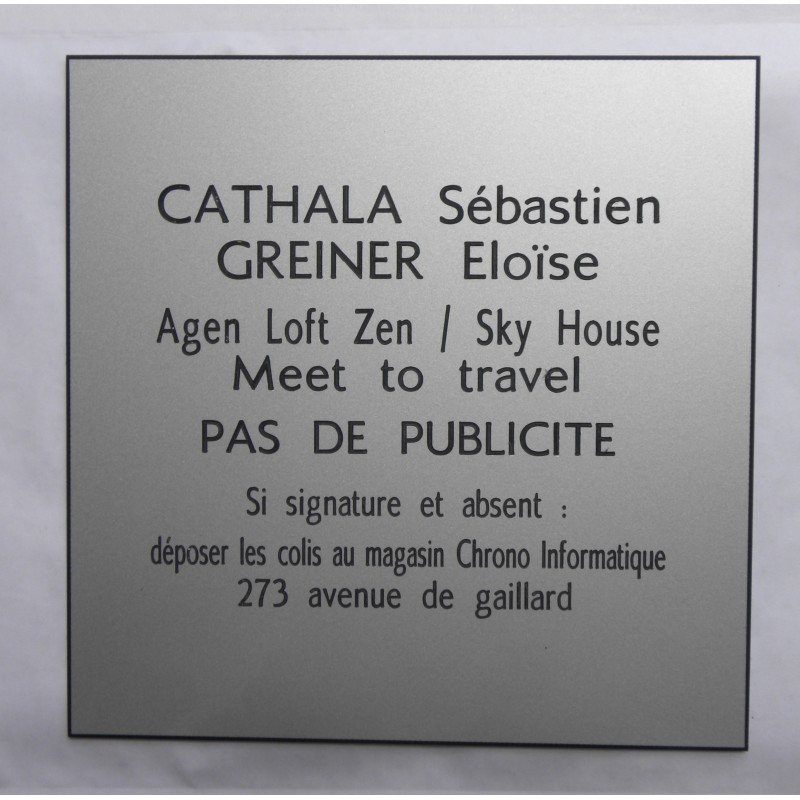 CATHALA Sébastien
GREINER Eloïse
Agen Loft Zen / Sky House
Meet to travel
PAS DE PUBLICITE
Si signature et absent :
déposer les colis au magasin Chrono Informatique
273 avenue de gaillard